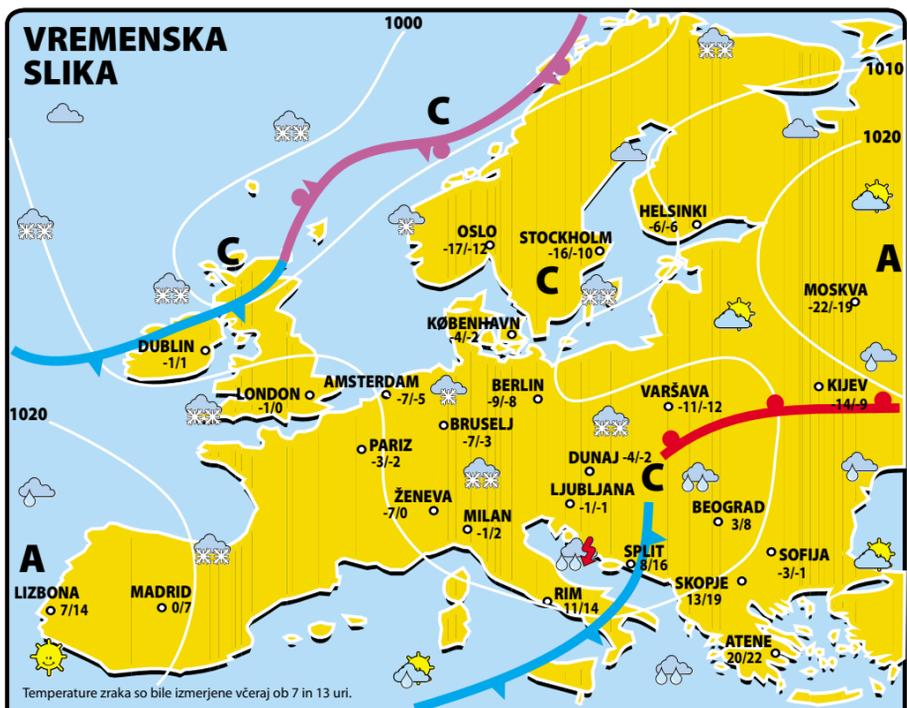 VREMENSKA
SLIKA
1000
1010
1020
C
C
HELSINKI
-6/-6
OSLO
-17/-12
STOCKHOLM
-16/-10
C
A
MOSKVA
-22/-19
KØBENHAVN
-4/-2
DUBLIN
-1/1
LONDON
-1/0
AMSTERDAM
-7/-5
BERLIN
-9/-8
VARŠAVA
-11/-12
KIJEV
-14/-9
1020
BRUSELJ
-7/-3
PARIZ
-3/-2
DUNAJ -4/-2
C
LJUBLJANA
-1/-1
ŽENEVA
-7/0
MILAN
-1/2
BEOGRAD
3/8
A
SPLIT
8/16
SOFIJA
-3/-1
SKOPJE
13/19
LIZBONA
7/14
MADRID
0/7
RIM
11/14
ATENE
20/22
Temperature zraka so bile izmerjene včeraj ob 7 in 13 uri.